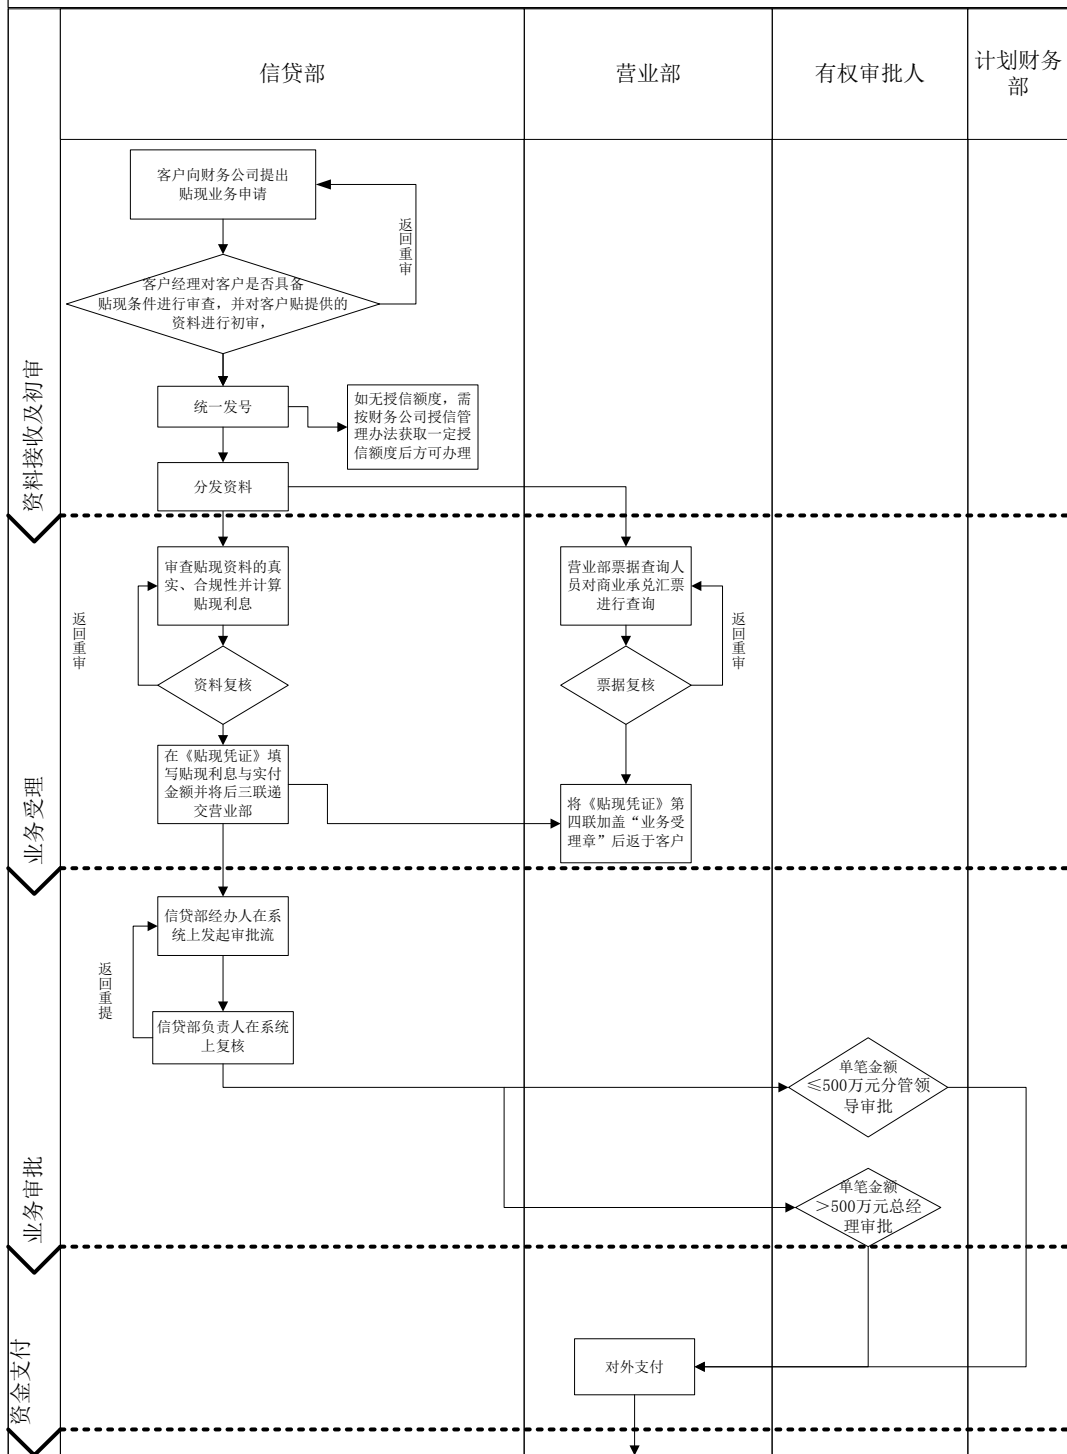 信贷部
营业部
有权审批人
计划财务
部
资料接收及初审
客户向财务公司提出
贴现业务申请
返回重审
客户经理对客户是否具备
贴现条件进行审查，并对客户贴提供的
资料进行初审，
统一发号
如无授信额度，需
按财务公司授信管
理办法获取一定授
信额度后方可办理
分发资料
业务受理
审查贴现资料的真
实、合规性并计算
贴现利息
营业部票据查询人
员对商业承兑汇票
进行查询
返回重审
返回重审
资料复核
票据复核
在《贴现凭证》填
写贴现利息与实付
金额并将后三联递
交营业部
将《贴现凭证》第
四联加盖“业务受
理章”后返于客户
业务审批
信贷部经办人在系
统上发起审批流
返回重提
信贷部负责人在系统
上复核
单笔金额
≤500万元分管领
导审批
单笔金额
＞500万元总经
理审批
资金支付
对外支付